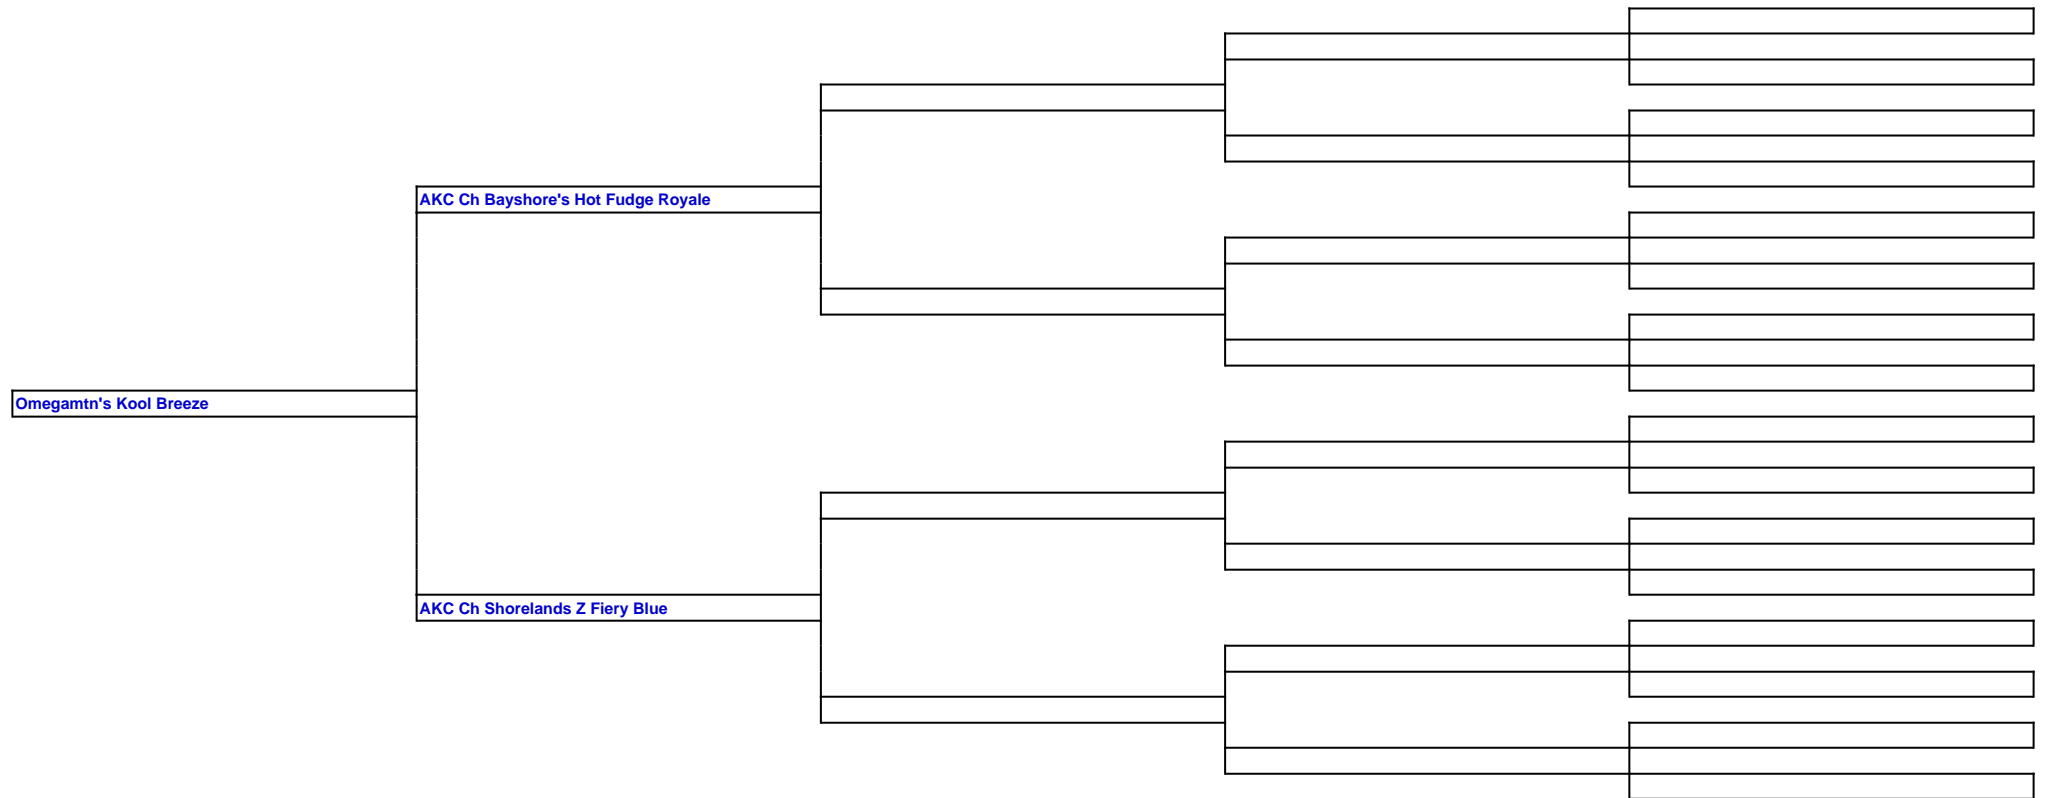 AKC Ch Bayshore's Hot Fudge Royale
Omegamtn's Kool Breeze
AKC Ch Shorelands Z Fiery Blue